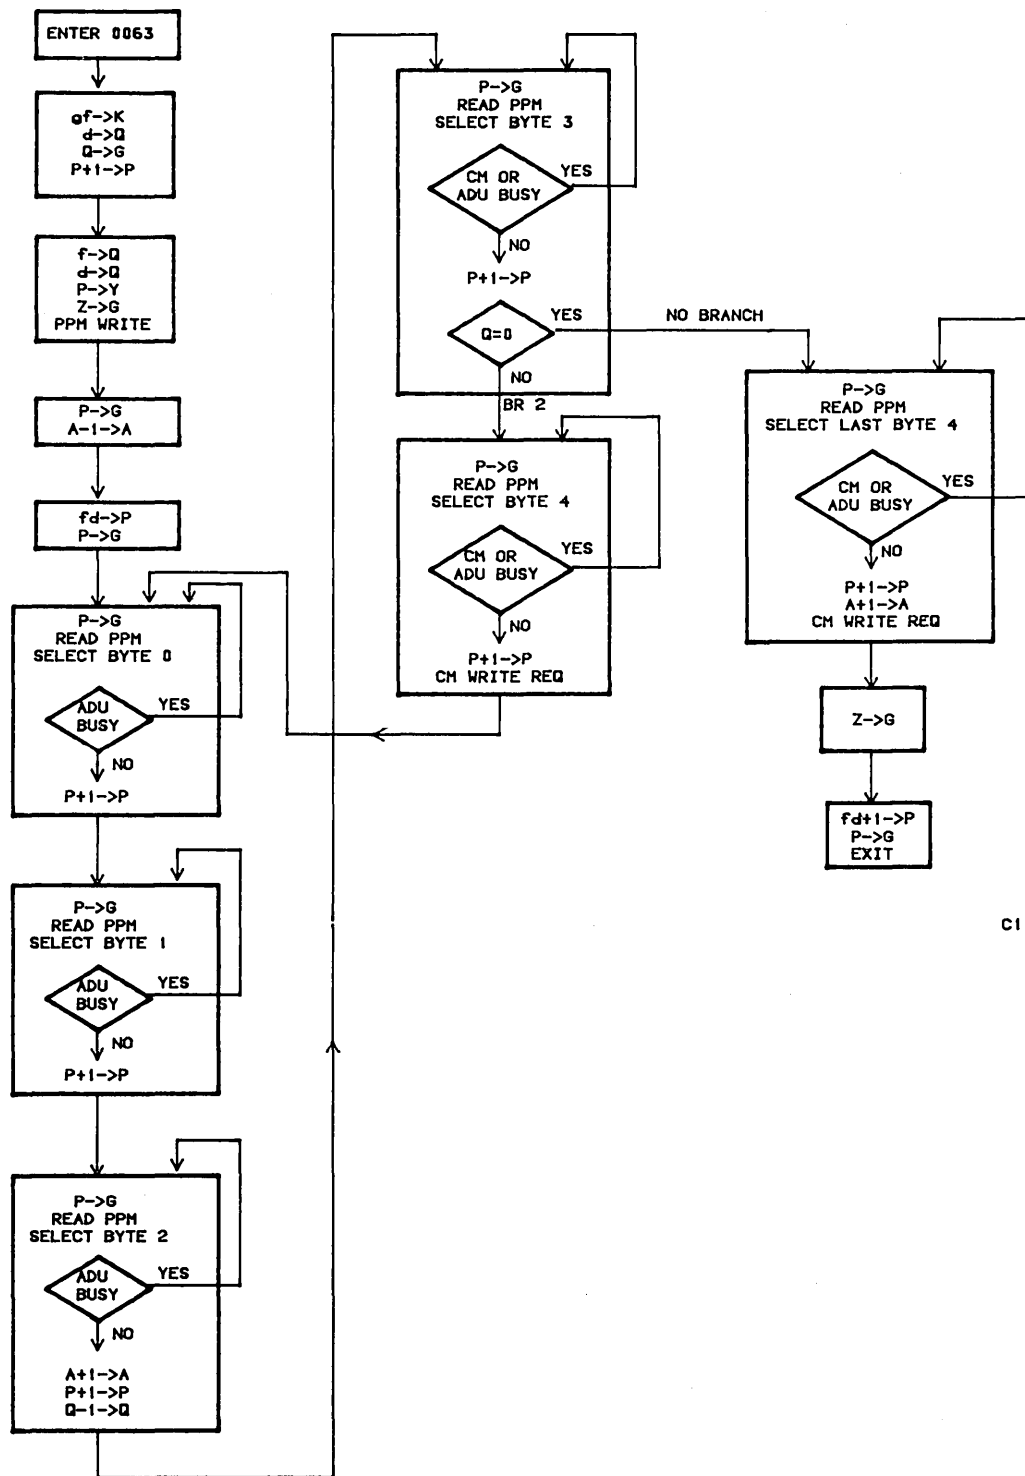 ENTER 0063
gf->K
d->Q
Q->G
P+1->P
f->Q
d->Q
P->Y
Z->G
PPM WRITE
P->G
A-1->A
fd->P
P->G
P->G
READ PPM
SELECT BYTE 0
ADU
BUSY
YES
NO
P+1->P
P->G
READ PPM
SELECT BYTE 1
ADU
BUSY
YES
NO
P+1->P
P->G
READ PPM
SELECT BYTE 2
ADU
BUSY
YES
NO
A+1->A
P+1->P
Q-1->Q
P->G
READ PPM
SELECT BYTE 3
CM OR
ADU BUSY
YES
NO
P+1->P
Q=0
YES
NO BRANCH
NO
BR 2
P->G
READ PPM
SELECT BYTE 4
CM OR
ADU BUSY
YES
NO
P+1->P
CM WRITE REQ
P->G
READ PPM
SELECT LAST BYTE 4
CM OR
ADU BUSY
YES
NO
P+1->P
A+1->A
CM WRITE REQ
Z->G
fd+1->P
P->G
EXIT
C1